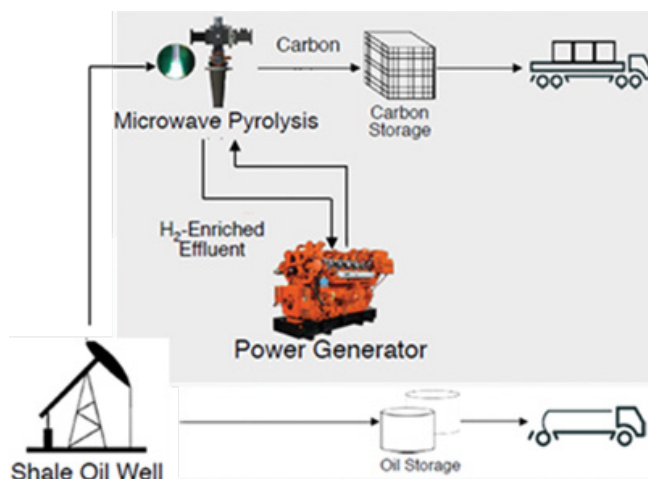 Carbon
Microwave Pyrolysis
Carbon
Storage
H₂-Enriched
Effluent
Power Generator
Shale Oil Well
Oil Storage